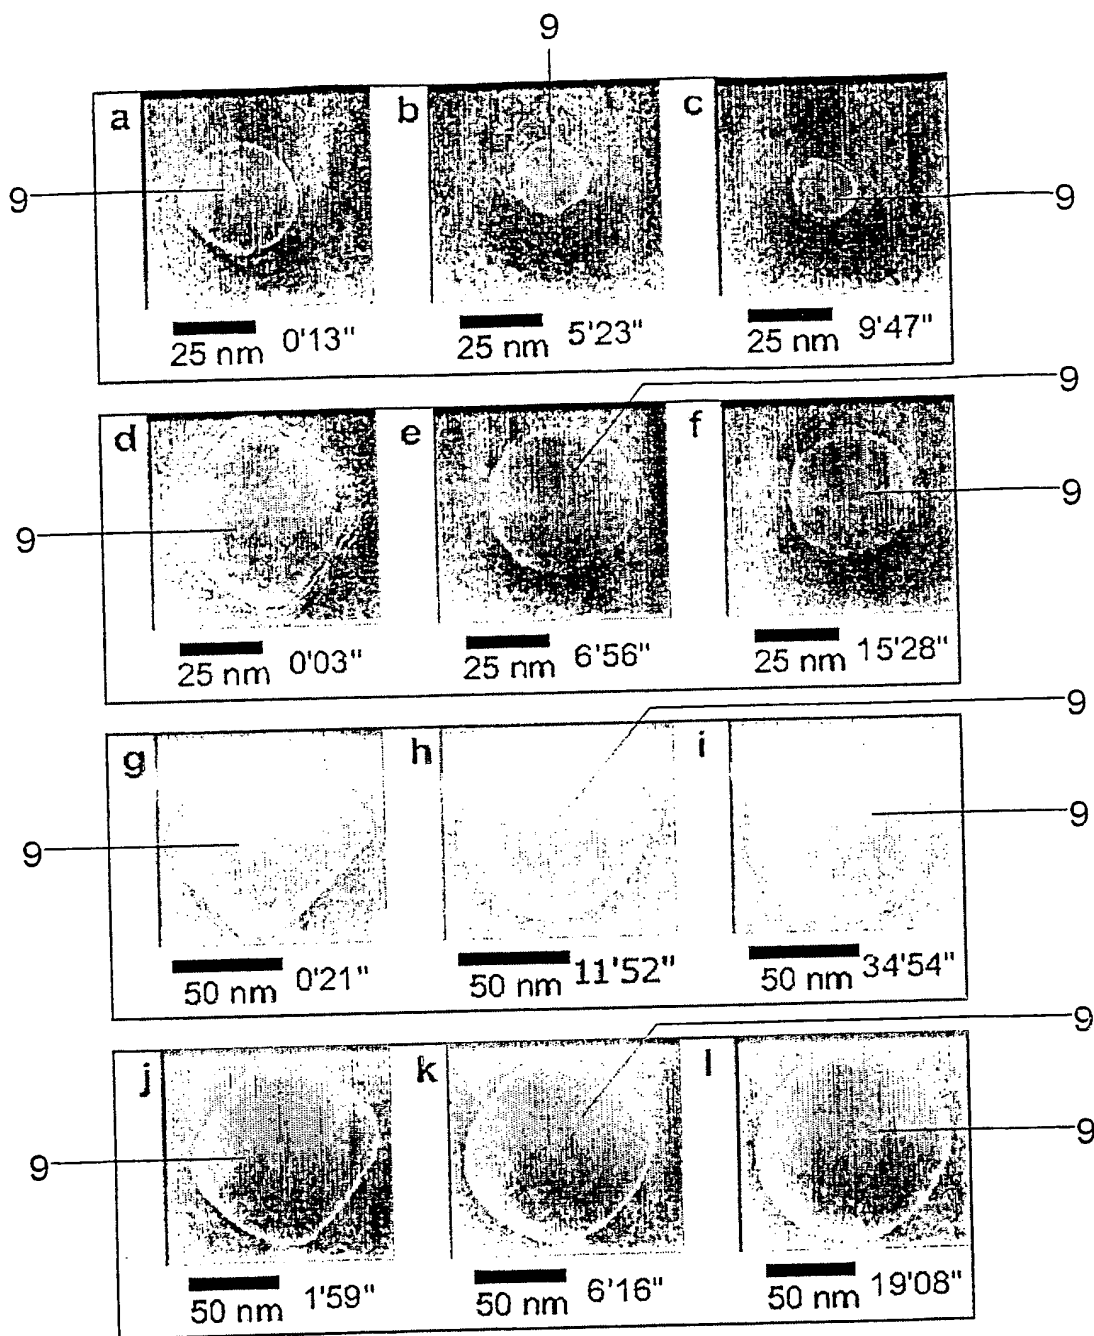 9
a b c
9 9
25 nm 0'13" 25 nm 5'23" 25 nm 9'47"
9
d e f
9 9
25 nm 0'03" 25 nm 6'56" 25 nm 15'28"
9
g h i
9 9
50 nm 0'21" 50 nm 11'52" 50 nm 34'54"
9
j k l
9 9
50 nm 1'59" 50 nm 6'16" 50 nm 19'08"